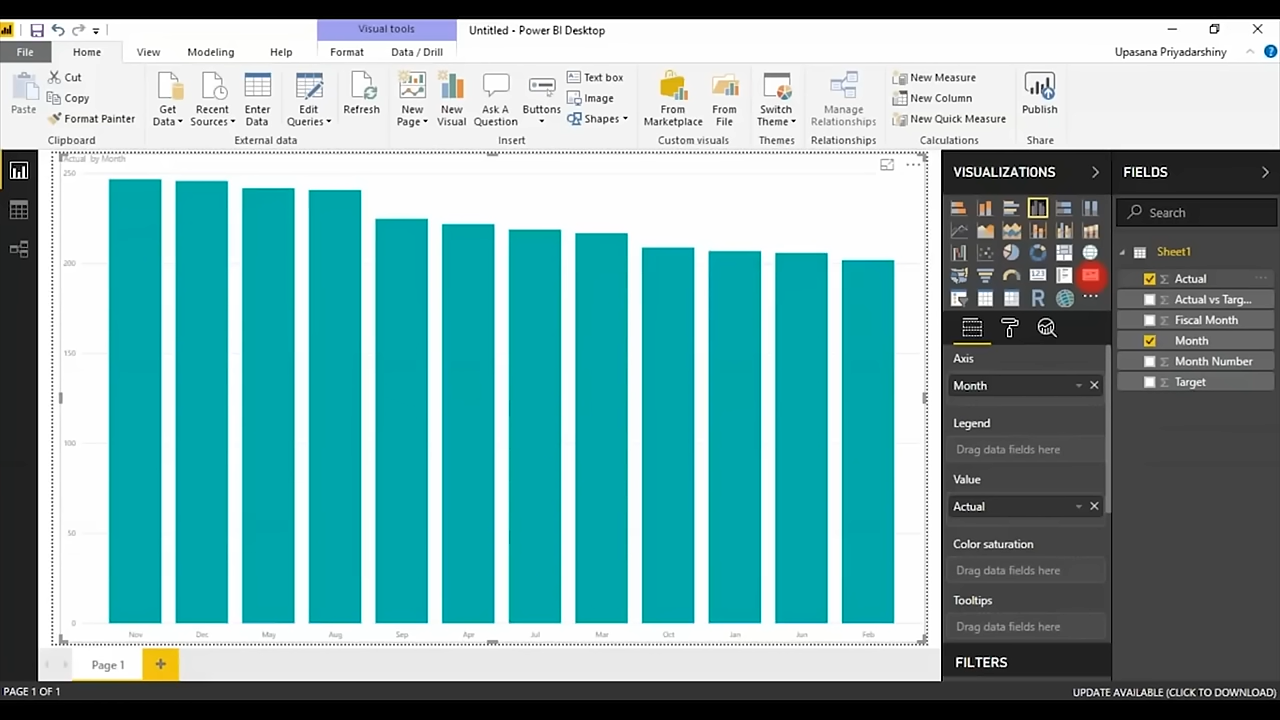 Visual tools
Untitled - Power BI Desktop
File
Home
View
Modeling
Help
Format
Data / Drill
Upasana Priyadarshiny
Paste
Cut
Copy
Format Painter
Clipboard
Get Data
Recent Sources
Enter Data
Edit Queries
Refresh
External data
New Page
New Visual
Ask A Question
Buttons
Text box
Image
Shapes
Insert
From Marketplace
From File
Custom visuals
Switch Theme
Themes
Manage Relationships
Relationships
New Measure
New Column
New Quick Measure
Calculations
Publish
Share
Actual by Month
250
200
150
100
50
0
Nov
Dec
May
Aug
Sep
Apr
Jul
Mar
Oct
Jan
Jun
Feb
VISUALIZATIONS
123
R
Axis
Month
Legend
Drag data fields here
Value
Actual
Color saturation
Drag data fields here
Tooltips
Drag data fields here
FILTERS
FIELDS
Search
Sheet1
Σ Actual
Σ Actual vs Targ...
Σ Fiscal Month
Month
Σ Month Number
Σ Target
Page 1
PAGE 1 OF 1
UPDATE AVAILABLE (CLICK TO DOWNLOAD)